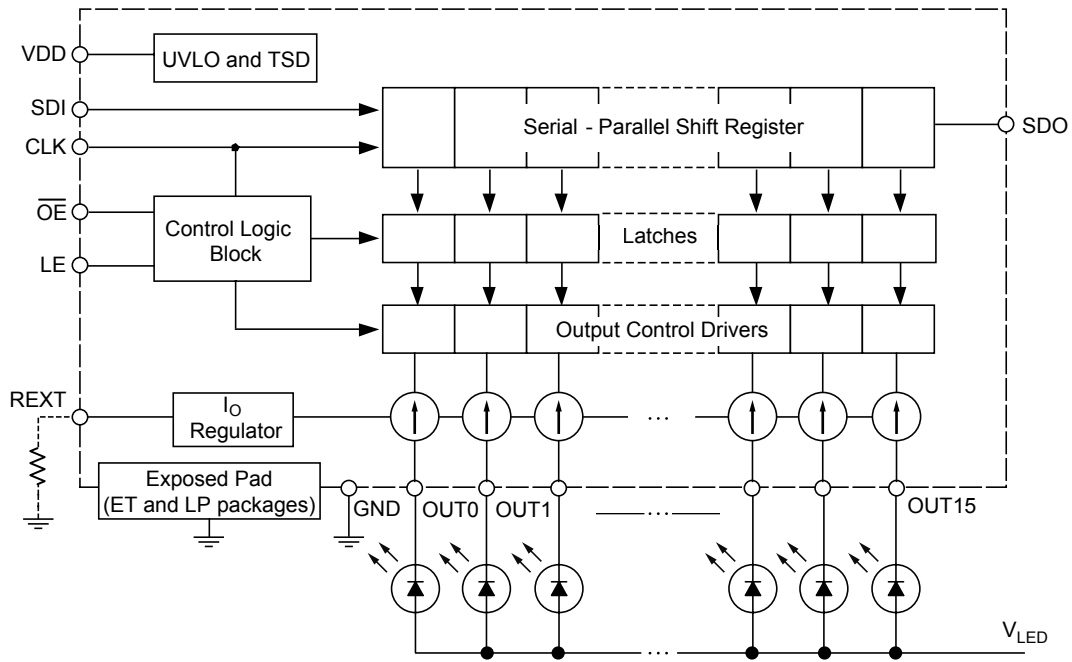 VDD
UVLO and TSD
SDI
Serial - Parallel Shift Register
SDO
CLK
OE
Control Logic
Block
Latches
LE
Output Control Drivers
REXT
IO
Regulator
...
Exposed Pad
(ET and LP packages)
GND
OUT0
OUT1
...
OUT15
VLED
...